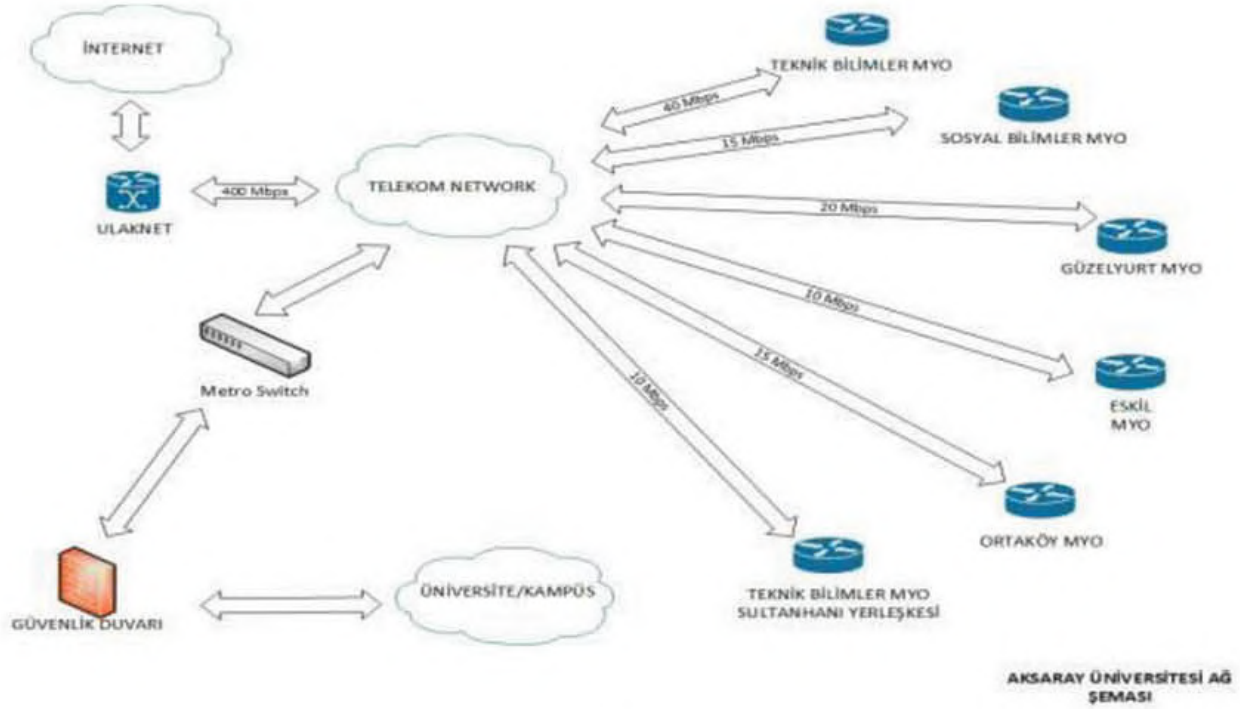 İNTERNET
TEKNİK BİLİMLER MYO
40 Mbps
SOSYAL BİLİMLER MYO
15 Mbps
TELEKOM NETWORK
400 Mbps
ULAKNET
20 Mbps
GÜZELYURT MYO
10 Mbps
15 Mbps
10 Mbps
Metro Switch
ESKİL
MYO
ORTAKÖY MYO
ÜNİVERSİTE/KAMPÜS
TEKNİK BİLİMLER MYO
SULTANHANI YERLEŞKESİ
GÜVENLİK DUVARI
AKSARAY ÜNİVERSİTESİ AĞ
ŞEMASI